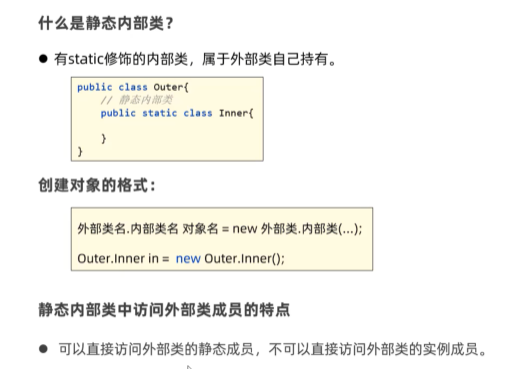 什么是静态内部类？
● 有static修饰的内部类，属于外部类自己持有。
public class Outer{
// 静态内部类
public static class Inner{
}
}
创建对象的格式：
外部类名.内部类名 对象名 = new 外部类.内部类(...);
Outer.Inner in = new Outer.Inner();
静态内部类中访问外部类成员的特点
● 可以直接访问外部类的静态成员，不可以直接访问外部类的实例成员。